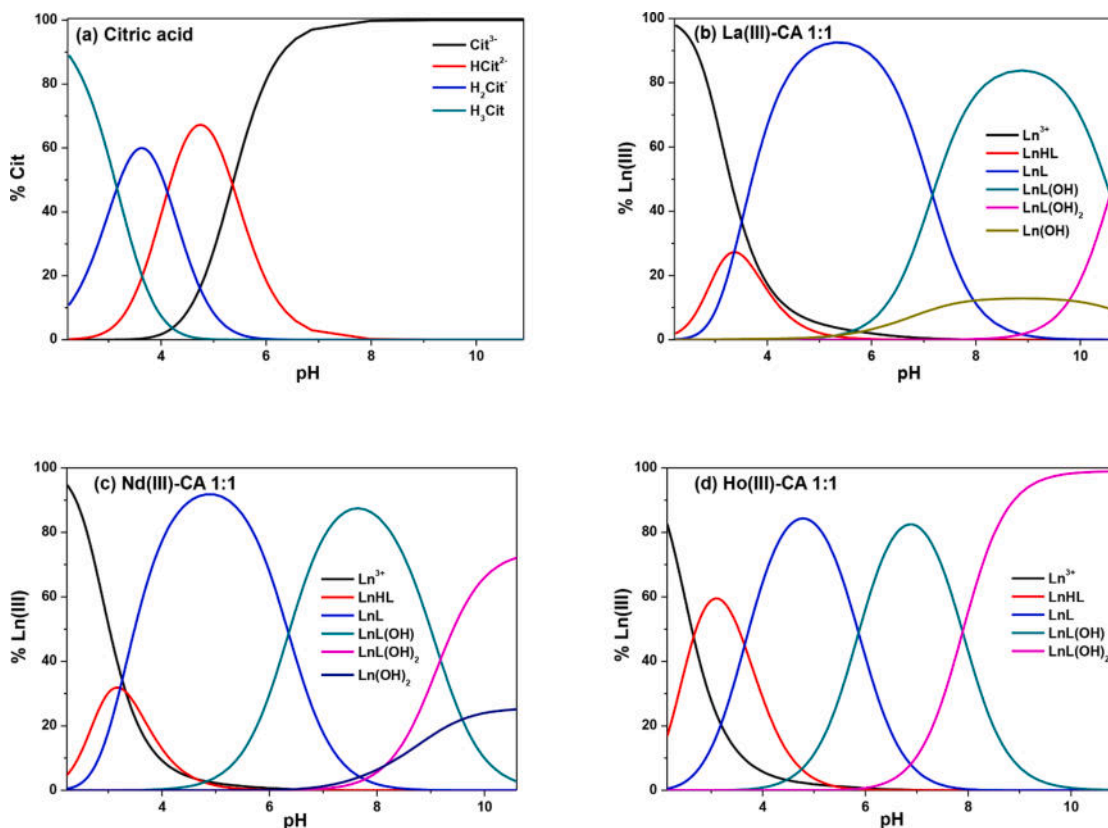 (a) Citric acid
Cit³⁻
HCit²⁻
H₂Cit⁻
H₃Cit
% Cit
100
80
60
40
20
0
4
6
8
10
pH
(b) La(III)-CA 1:1
Ln³⁺
LnHL
LnL
LnL(OH)
LnL(OH)₂
Ln(OH)
% Ln(III)
100
80
60
40
20
0
4
6
8
10
pH
(c) Nd(III)-CA 1:1
Ln³⁺
LnHL
LnL
LnL(OH)
LnL(OH)₂
Ln(OH)₂
% Ln(III)
100
80
60
40
20
0
4
6
8
10
pH
(d) Ho(III)-CA 1:1
Ln³⁺
LnHL
LnL
LnL(OH)
LnL(OH)₂
% Ln(III)
100
80
60
40
20
0
4
6
8
10
pH